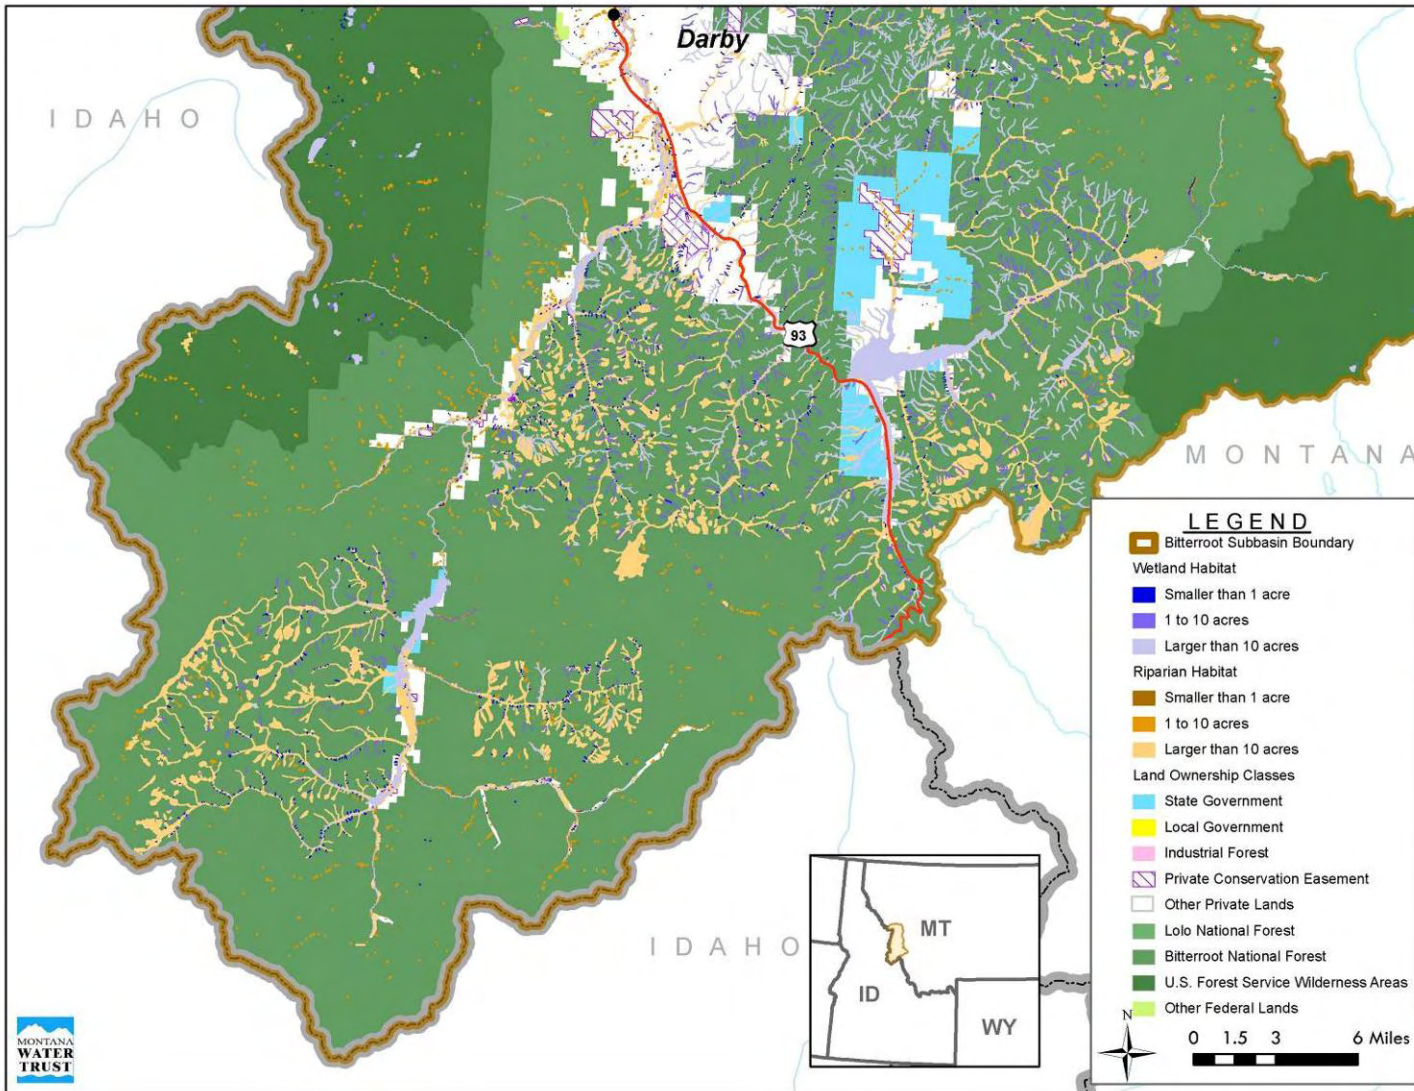 Darby
IDAHO
93
MONTANA
IDAHO
LEGEND
Bitterroot Subbasin Boundary
Wetland Habitat
Smaller than 1 acre
1 to 10 acres
Larger than 10 acres
Riparian Habitat
Smaller than 1 acre
1 to 10 acres
Larger than 10 acres
Land Ownership Classes
State Government
Local Government
Industrial Forest
Private Conservation Easement
Other Private Lands
Lolo National Forest
Bitterroot National Forest
U.S. Forest Service Wilderness Areas
Other Federal Lands
N
0 1.5 3 6 Miles
MT
ID
WY
MONTANA
WATER
TRUST